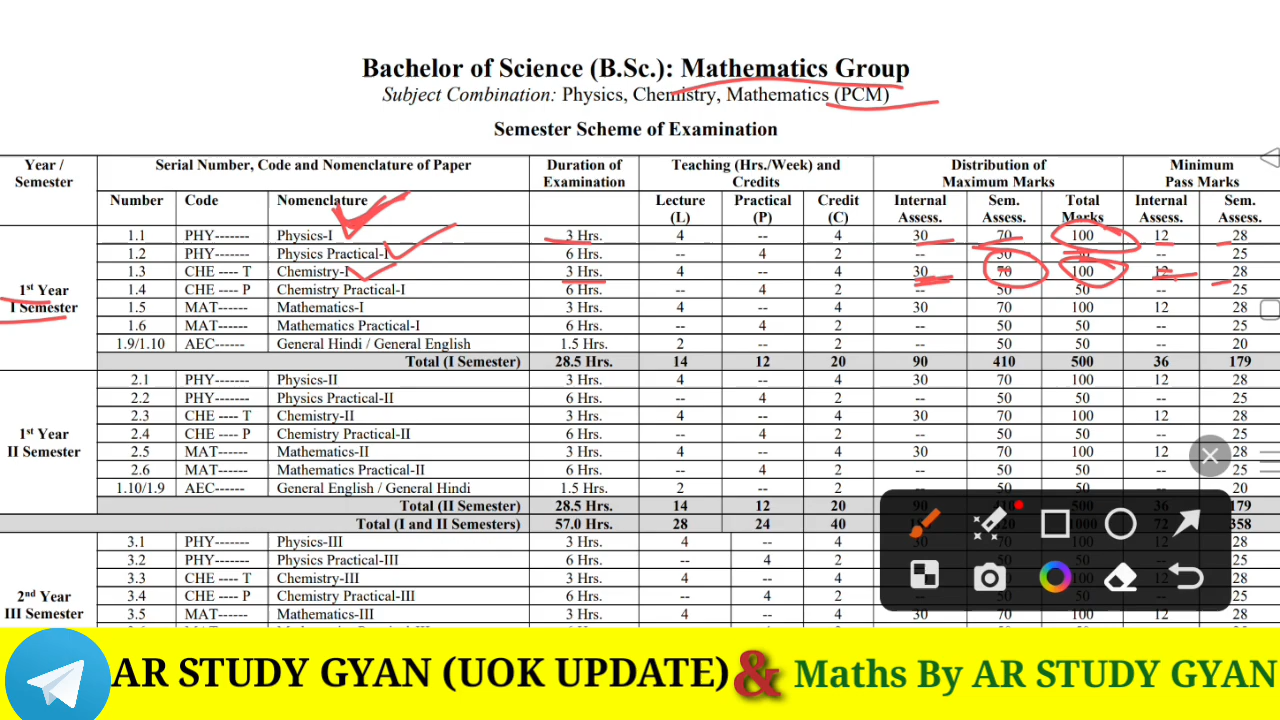 Bachelor of Science (B.Sc.): Mathematics Group
Subject Combination: Physics, Chemistry, Mathematics (PCM)
Semester Scheme of Examination
Year / Semester Serial Number, Code and Nomenclature of Paper Duration of Examination Teaching (Hrs./Week) and Credits Distribution of Maximum Marks Minimum Pass Marks
Number Code Nomenclature Lecture (L) Practical (P) Credit (C) Internal Assess. Sem. Assess. Total Marks Internal Assess. Sem. Assess.
1st Year I Semester
1.1 PHY------- Physics-I 3 Hrs. 4 -- 4 30 70 100 12 28
1.2 PHY------- Physics Practical-I 6 Hrs. -- 4 2 -- 50 50 -- 25
1.3 CHE ---- T Chemistry-I 3 Hrs. 4 -- 4 30 70 100 12 28
1.4 CHE ---- P Chemistry Practical-I 6 Hrs. -- 4 2 -- 50 50 -- 25
1.5 MAT------ Mathematics-I 3 Hrs. 4 -- 4 30 70 100 12 28
1.6 MAT------ Mathematics Practical-I 6 Hrs. -- 4 2 -- 50 50 -- 25
1.9/1.10 AEC------ General Hindi / General English 1.5 Hrs. 2 -- 2 -- 50 50 -- 20
Total (I Semester) 28.5 Hrs. 14 12 20 90 410 500 36 179
1st Year II Semester
2.1 PHY------- Physics-II 3 Hrs. 4 -- 4 30 70 100 12 28
2.2 PHY------- Physics Practical-II 6 Hrs. -- 4 2 -- 50 50 -- 25
2.3 CHE ---- T Chemistry-II 3 Hrs. 4 -- 4 30 70 100 12 28
2.4 CHE ---- P Chemistry Practical-II 6 Hrs. -- 4 2 -- 50 50 -- 25
2.5 MAT------ Mathematics-II 3 Hrs. 4 -- 4 30 70 100 12 28
2.6 MAT------ Mathematics Practical-II 6 Hrs. -- 4 2 -- 50 50 -- 25
1.10/1.9 AEC------ General English / General Hindi 1.5 Hrs. 2 -- 2 -- 50 50 -- 20
Total (II Semester) 28.5 Hrs. 14 12 20 90 500 36 179
Total (I and II Semesters) 57.0 Hrs. 28 24 40 72 358
2nd Year III Semester
3.1 PHY------- Physics-III 3 Hrs. 4 -- 4 30 70 100 12 28
3.2 PHY------- Physics Practical-III 6 Hrs. -- 4 2 25
3.3 CHE ---- T Chemistry-III 3 Hrs. 4 -- 4 28
3.4 CHE ---- P Chemistry Practical-III 6 Hrs. -- 4 2 25
3.5 MAT------ Mathematics-III 3 Hrs. 4 -- 4 30 70 100 12 28
AR STUDY GYAN (UOK UPDATE) & Maths By AR STUDY GYAN